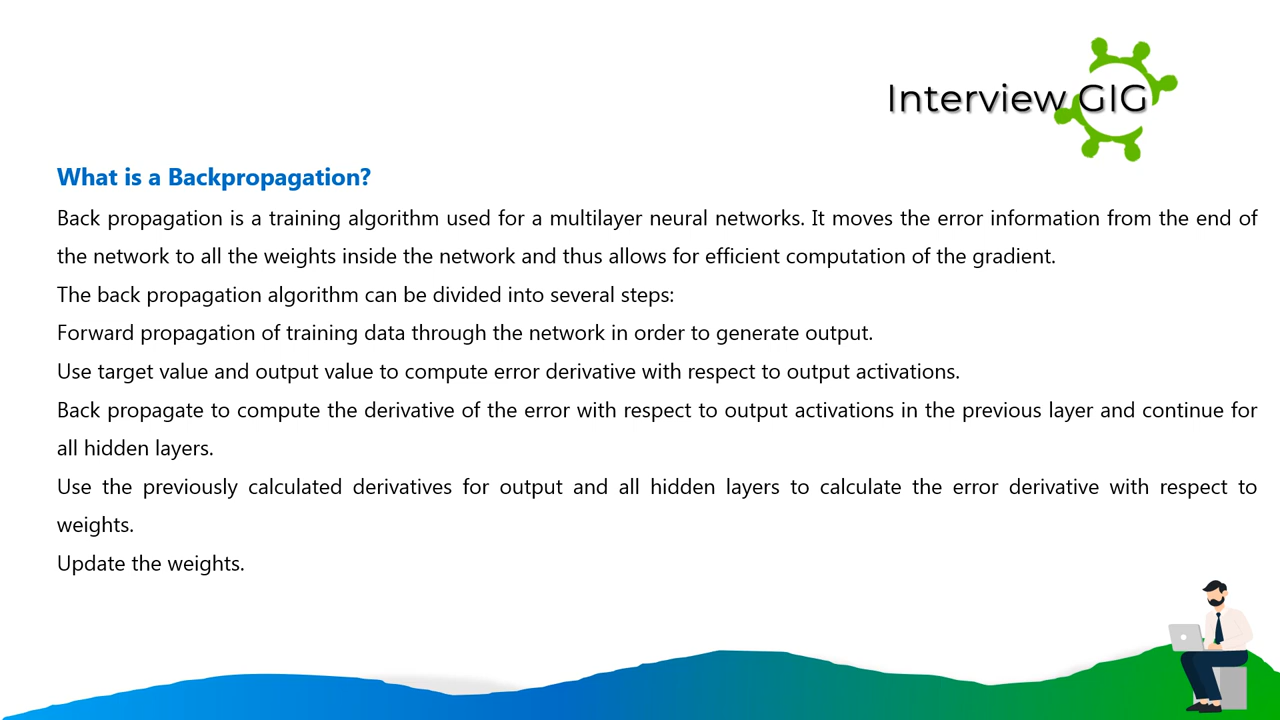 Interview GIG
What is a Backpropagation?
Back propagation is a training algorithm used for a multilayer neural networks. It moves the error information from the end of
the network to all the weights inside the network and thus allows for efficient computation of the gradient.
The back propagation algorithm can be divided into several steps:
Forward propagation of training data through the network in order to generate output.
Use target value and output value to compute error derivative with respect to output activations.
Back propagate to compute the derivative of the error with respect to output activations in the previous layer and continue for
all hidden layers.
Use the previously calculated derivatives for output and all hidden layers to calculate the error derivative with respect to
weights.
Update the weights.